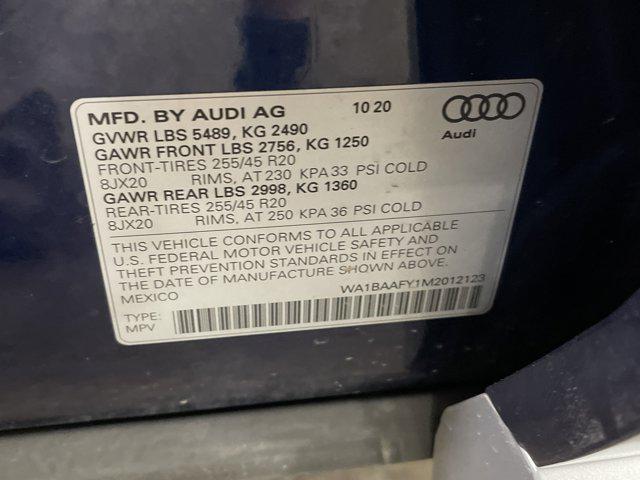 MFD. BY AUDI AG 10 20
GVWR LBS 5489, KG 2490
GAWR FRONT LBS 2756, KG 1250
FRONT-TIRES 255/45 R20
8JX20 RIMS, AT 230 KPA 33 PSI COLD
GAWR REAR LBS 2998, KG 1360
REAR-TIRES 255/45 R20
8JX20 RIMS, AT 250 KPA 36 PSI COLD
Audi
THIS VEHICLE CONFORMS TO ALL APPLICABLE
U.S. FEDERAL MOTOR VEHICLE SAFETY AND
THEFT PREVENTION STANDARDS IN EFFECT ON
THE DATE OF MANUFACTURE SHOWN ABOVE.
MEXICO WA1BAAFY1M2012123
TYPE:
MPV